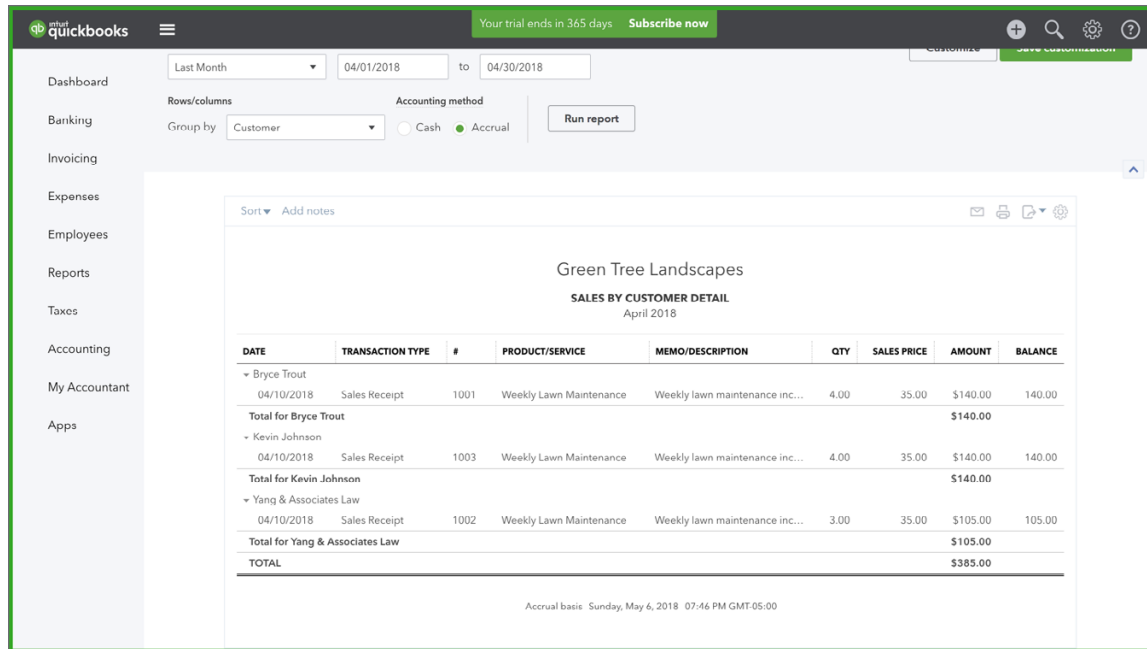 intuit quickbooks
Your trial ends in 365 days Subscribe now
Customize Save customization
Last Month 04/01/2018 to 04/30/2018
Rows/columns Accounting method
Group by Customer Cash Accrual Run report
Dashboard
Banking
Invoicing
Expenses
Employees
Reports
Taxes
Accounting
My Accountant
Apps
Sort Add notes
Green Tree Landscapes
SALES BY CUSTOMER DETAIL
April 2018
DATE TRANSACTION TYPE # PRODUCT/SERVICE MEMO/DESCRIPTION QTY SALES PRICE AMOUNT BALANCE
Bryce Trout
04/10/2018 Sales Receipt 1001 Weekly Lawn Maintenance Weekly lawn maintenance inc... 4.00 35.00 $140.00 140.00
Total for Bryce Trout $140.00
Kevin Johnson
04/10/2018 Sales Receipt 1003 Weekly Lawn Maintenance Weekly lawn maintenance inc... 4.00 35.00 $140.00 140.00
Total for Kevin Johnson $140.00
Yang & Associates Law
04/10/2018 Sales Receipt 1002 Weekly Lawn Maintenance Weekly lawn maintenance inc... 3.00 35.00 $105.00 105.00
Total for Yang & Associates Law $105.00
TOTAL $385.00
Accrual basis Sunday, May 6, 2018 07:46 PM GMT-05:00